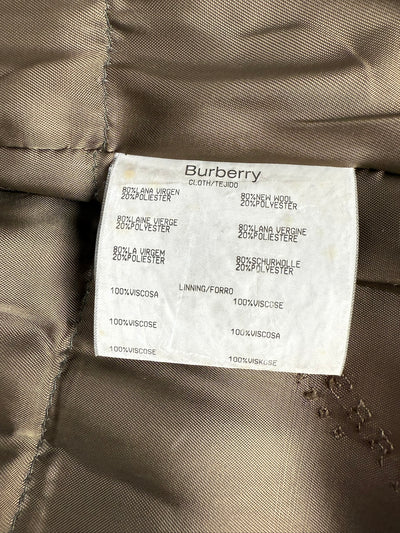 Burberry
CLOTH/TEJIDO
80%LANA VIRGEN
20%POLIESTER
80%NEW WOOL
20%POLYESTER
80%LAINE VIERGE
20%POLYESTER
80%LANA VERGINE
20%POLIESTERE
80%LA VIRGEM
20%POLIESTER
80%SCHURWOLLE
20%POLYESTER
LINNING/FORRO
100%VISCOSA
100%VISCOSE
100%VISCOSE
100%VISCOSA
100%VISCOSE
100%VISKOSE